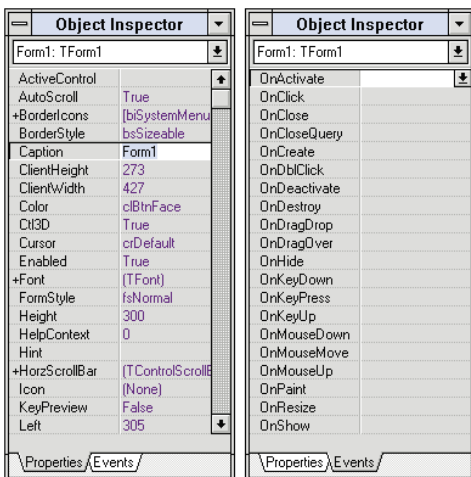 Object Inspector
Form1: TForm1
ActiveControl
AutoScroll True
+BorderIcons [biSystemMenu
BorderStyle bsSizeable
Caption Form1
ClientHeight 273
ClientWidth 427
Color clBtnFace
Ctl3D True
Cursor crDefault
Enabled True
+Font (TFont)
FormStyle fsNormal
Height 300
HelpContext 0
Hint
+HorzScrollBar (TControlScrollB
Icon (None)
KeyPreview False
Left 305
Properties Events
Object Inspector
Form1: TForm1
OnActivate
OnClick
OnClose
OnCloseQuery
OnCreate
OnDblClick
OnDeactivate
OnDestroy
OnDragDrop
OnDragOver
OnHide
OnKeyDown
OnKeyPress
OnKeyUp
OnMouseDown
OnMouseMove
OnMouseUp
OnPaint
OnResize
OnShow
Properties Events